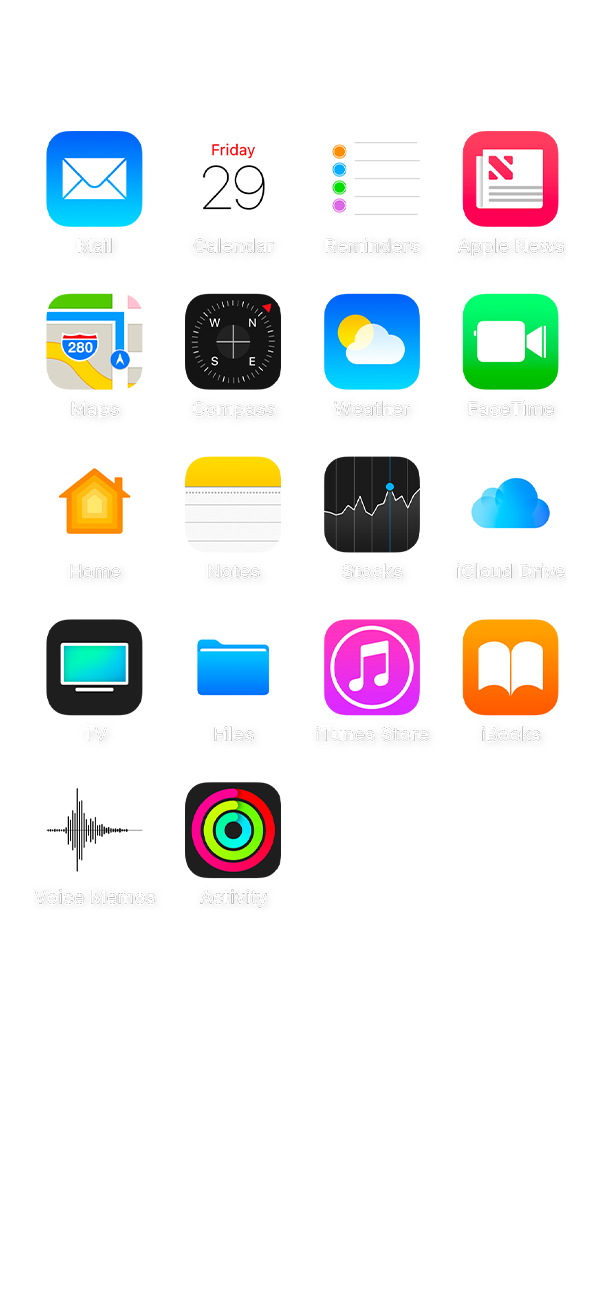 Friday
29
Mail
Calendar
Reminders
Apple News
280
W N
S E
Maps
Compass
Weather
FaceTime
Home
Notes
Stocks
iCloud Drive
TV
Files
iTunes Store
iBooks
Voice Memos
Activity